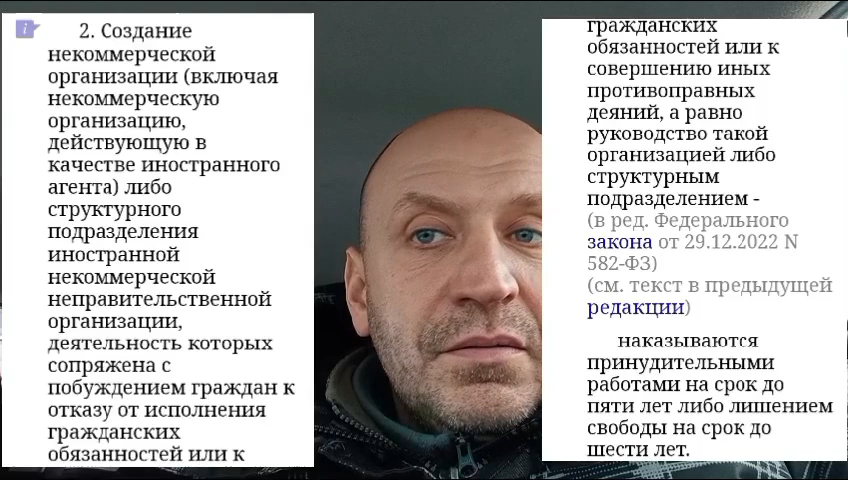 2. Создание
некоммерческой
организации (включая
некоммерческую
организацию,
действующую в
качестве иностранного
агента) либо
структурного
подразделения
иностранной
некоммерческой
неправительственной
организации,
деятельность которых
сопряжена с
побуждением граждан к
отказу от исполнения
гражданских
обязанностей или к
гражданских
обязанностей или к
совершению иных
противоправных
деяний, а равно
руководство такой
организацией либо
структурным
подразделением -
(в ред. Федерального
закона от 29.12.2022 N
582-ФЗ)
(см. текст в предыдущей
редакции)
наказываются
принудительными
работами на срок до
пяти лет либо лишением
свободы на срок до
шести лет.